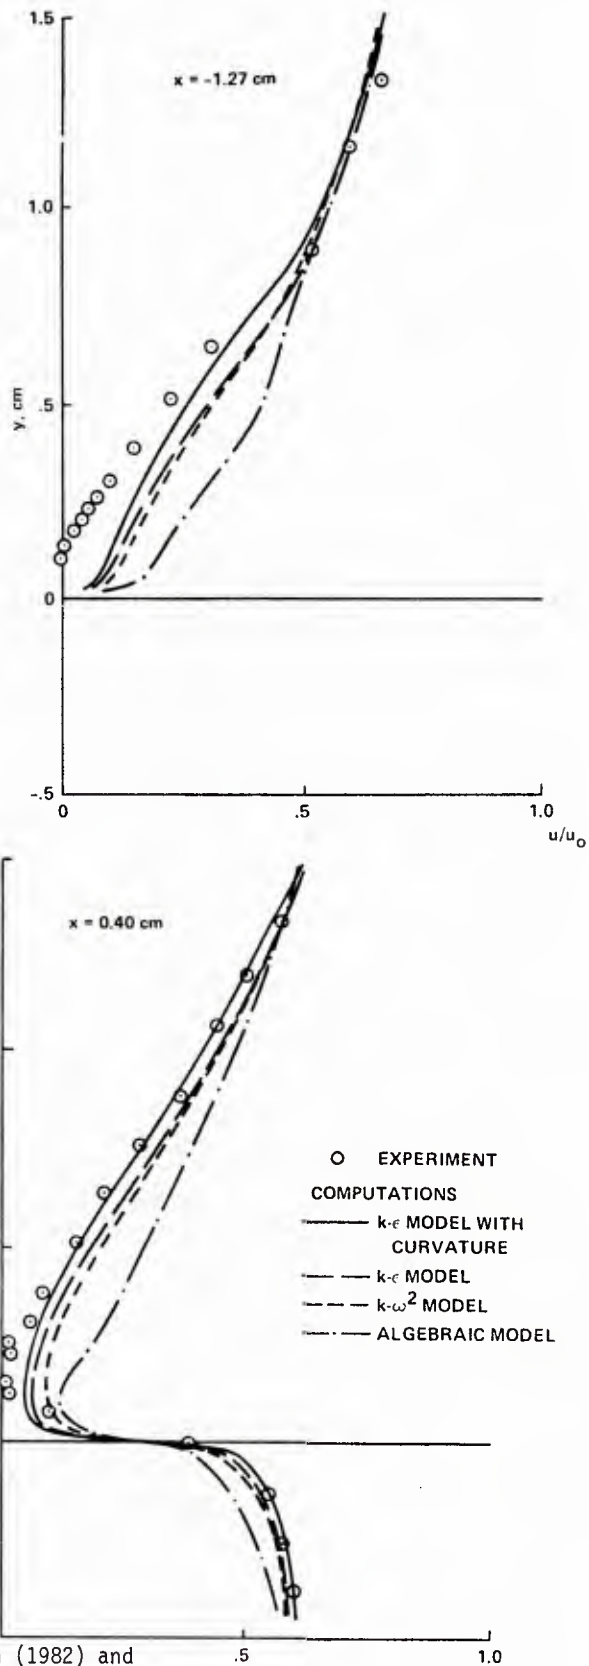 1.5
x = -1.27 cm
1.0
y, cm
.5
0
-.5
0 .5 1.0
u/u₀
x = 0.40 cm
EXPERIMENT
COMPUTATIONS
k-ϵ MODEL WITH
CURVATURE
k-ϵ MODEL
k-ω² MODEL
ALGEBRAIC MODEL
(1982) and
.5 1.0